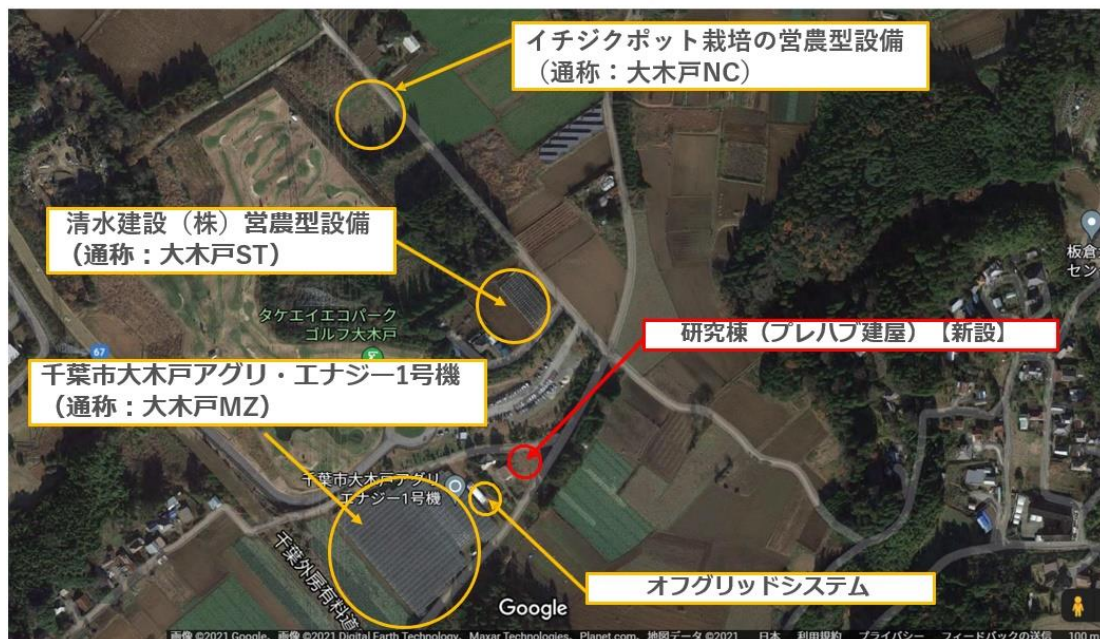 イチジクポット栽培の営農型設備
（通称：大木戸NC）
清水建設（株）営農型設備
（通称：大木戸ST）
板倉
セン
タケエイエコパーク
ゴルフ大木戸
研究棟（プレハブ建屋）【新設】
67
千葉市大木戸アグリ・エナジー1号機
（通称：大木戸MZ）
千葉市大木戸アグリ
エナジー1号機
千葉外房有料道
オフグリッドシステム
Google
画像 ©2021 Google、画像 ©2021 Digital Earth Technology、Maxar Technologies、Planet.com、地図データ ©2021 日本 利用規約 プライバシー フィードバックの送信 100 m